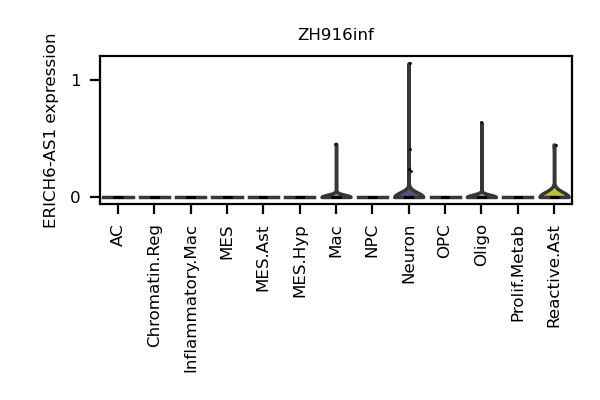 ZH916inf
ERICH6-AS1 expression
1
0
AC
Chromatin.Reg
Inflammatory.Mac
MES
MES.Ast
MES.Hyp
Mac
NPC
Neuron
OPC
Oligo
Prolif.Metab
Reactive.Ast